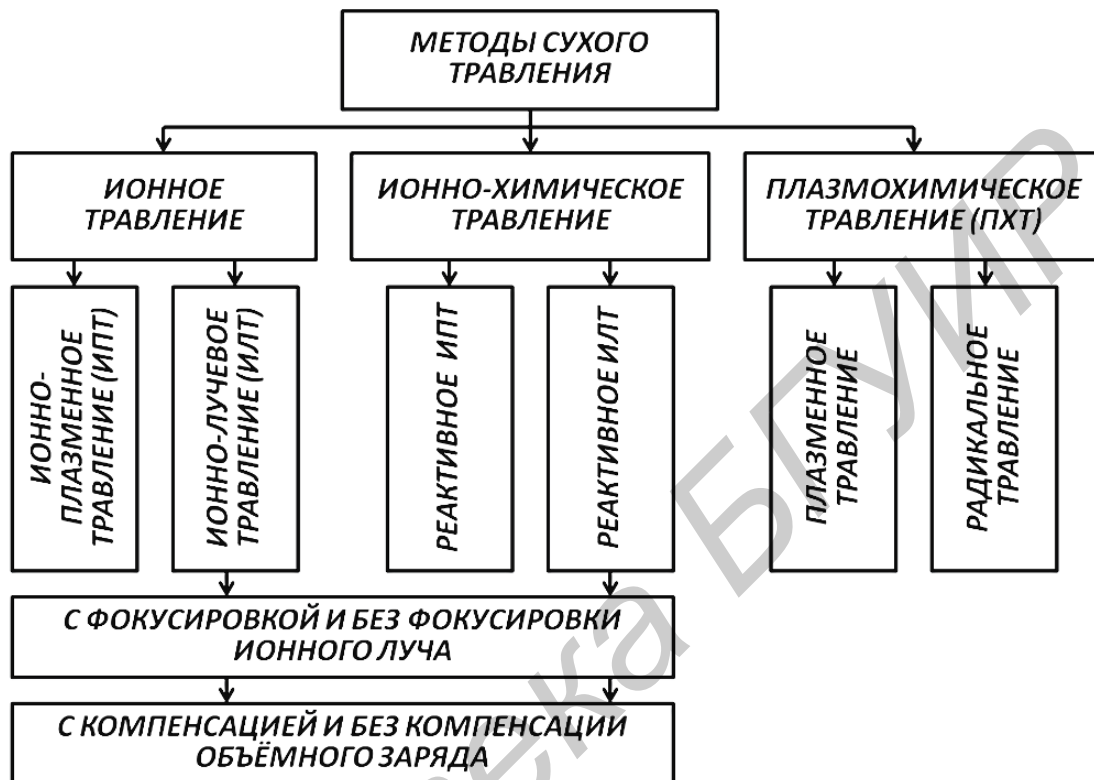 МЕТОДЫ СУХОГО
ТРАВЛЕНИЯ
ИОННОЕ
ТРАВЛЕНИЕ
ИОННО-ХИМИЧЕСКОЕ
ТРАВЛЕНИЕ
ПЛАЗМОХИМИЧЕСКОЕ
ТРАВЛЕНИЕ (ПХТ)
ИОННО-
ПЛАЗМЕННОЕ
ТРАВЛЕНИЕ (ИПТ)
ИОННО-ЛУЧЕВОЕ
ТРАВЛЕНИЕ (ИЛТ)
РЕАКТИВНОЕ ИПТ
РЕАКТИВНОЕ ИЛТ
ПЛАЗМЕННОЕ
ТРАВЛЕНИЕ
РАДИКАЛЬНОЕ
ТРАВЛЕНИЕ
С ФОКУСИРОВКОЙ И БЕЗ ФОКУСИРОВКИ
ИОННОГО ЛУЧА
С КОМПЕНСАЦИЕЙ И БЕЗ КОМПЕНСАЦИИ
ОБЪЁМНОГО ЗАРЯДА
БГУИР